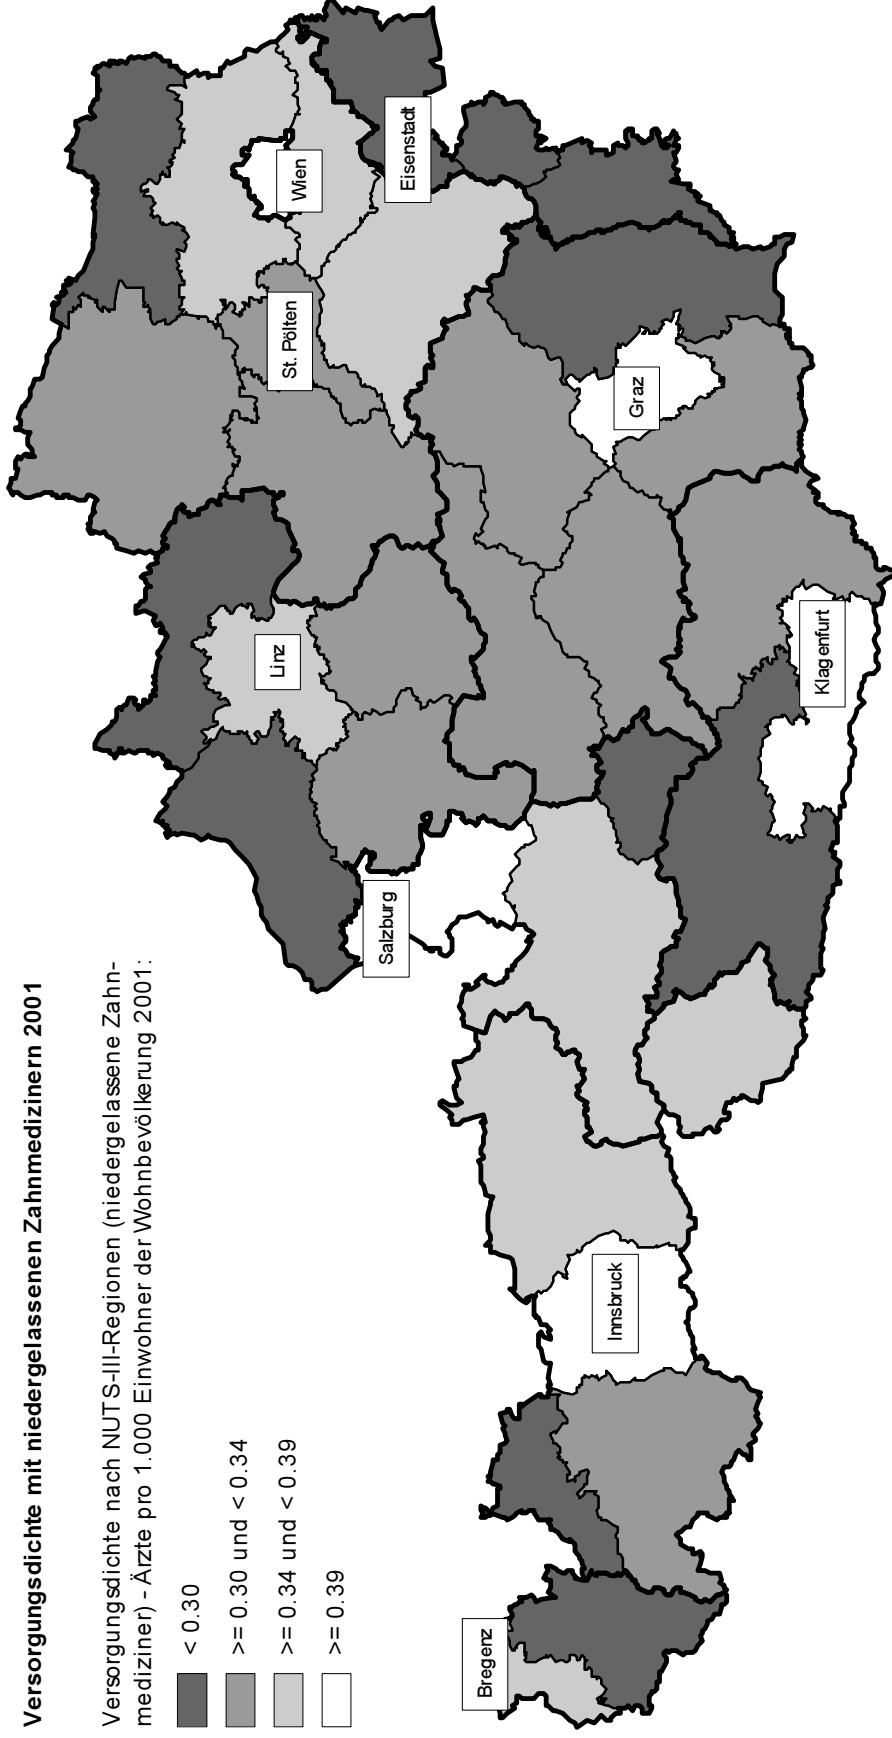 Versorgungsdichte mit niedergelassenen Zahnmedizinern 2001
Versorgungsdichte nach NUTS-III-Regionen (niedergelassene Zahn-
mediziner) - Ärzte pro 1.000 Einwohner der Wohnbevölkerung 2001:
< 0.30
>= 0.30 und < 0.34
>= 0.34 und < 0.39
>= 0.39
Bregenz
Innsbruck
Salzburg
Linz
St. Pölten
Wien
Eisenstadt
Graz
Klagenfurt